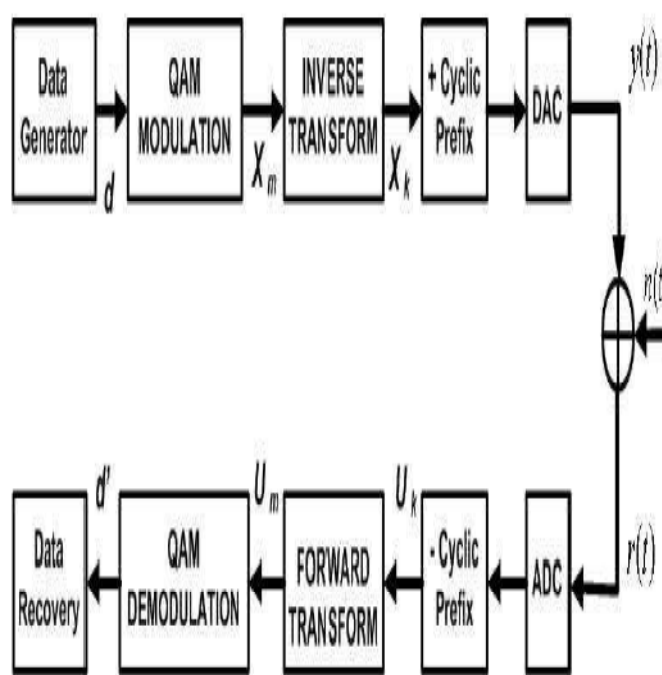 Data
Generator
d
QAM
MODULATION
X m
INVERSE
TRANSFORM
X k
+ Cyclic
Prefix
DAC
y(t)
n(t
r(t)
ADC
- Cyclic
Prefix
U k
FORWARD
TRANSFORM
U m
QAM
DEMODULATION
d'
Data
Recovery